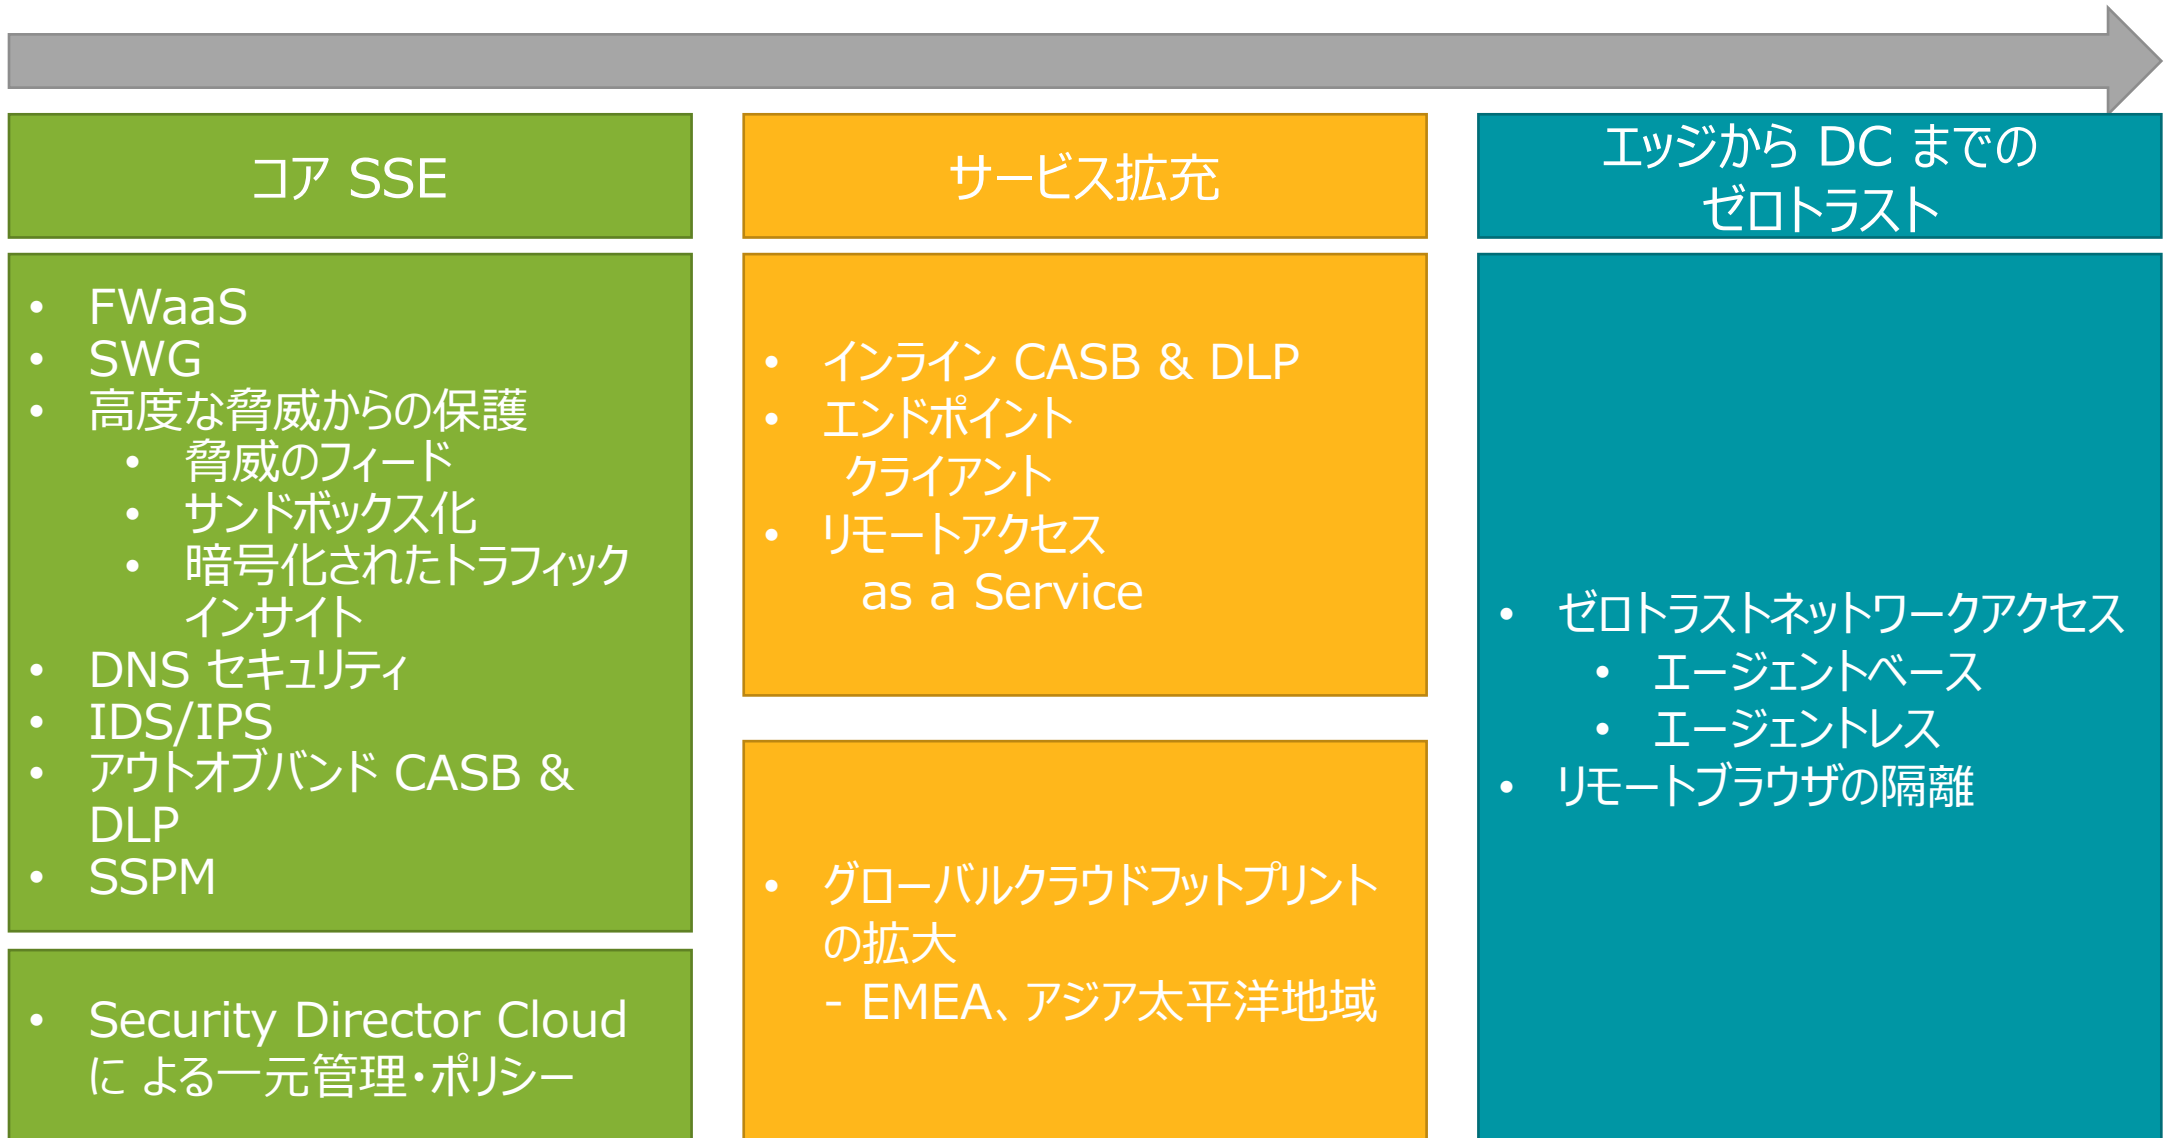 コア SSE
• FWaaS
• SWG
• 高度な脅威からの保護
• 脅威のフィード
• サンドボックス化
• 暗号化されたトラフィック
インサイト
• DNS セキュリティ
• IDS/IPS
• アウトオブバンド CASB &
DLP
• SSPM
• Security Director Cloud
に よる一元管理・ポリシー
サービス拡充
• インライン CASB & DLP
• エンドポイント
クライアント
• リモートアクセス
as a Service
• グローバルクラウドフットプリント
の拡大
- EMEA、アジア太平洋地域
エッジから DC までの
ゼロトラスト
• ゼロトラストネットワークアクセス
• エージェントベース
• エージェントレス
• リモートブラウザの隔離